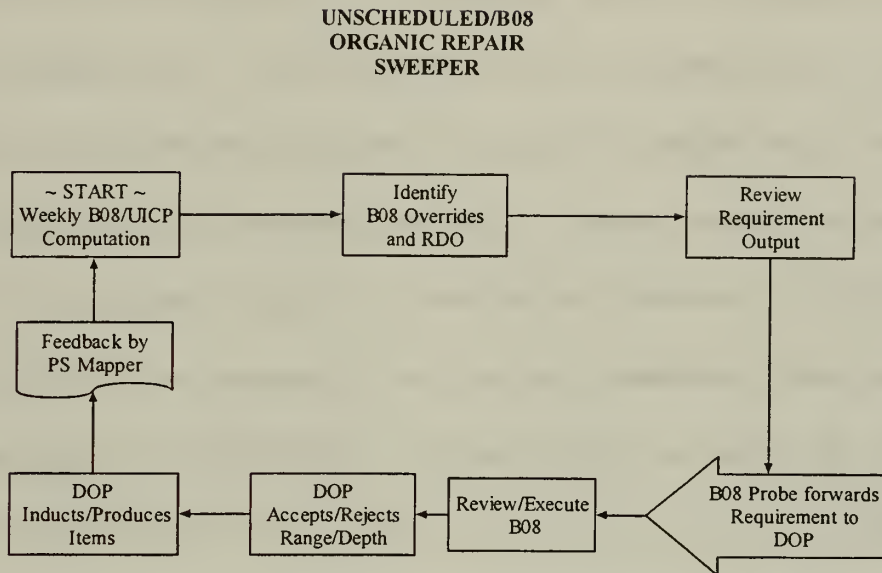 UNSCHEDULED/B08
ORGANIC REPAIR
SWEEPER
~ START ~
Weekly B08/UICP
Computation
Identify
B08 Overrides
and RDO
Review
Requirement
Output
Feedback by
PS Mapper
DOP
Inducts/Produces
Items
DOP
Accepts/Rejects
Range/Depth
Review/Execute
B08
B08 Probe forwards
Requirement to
DOP